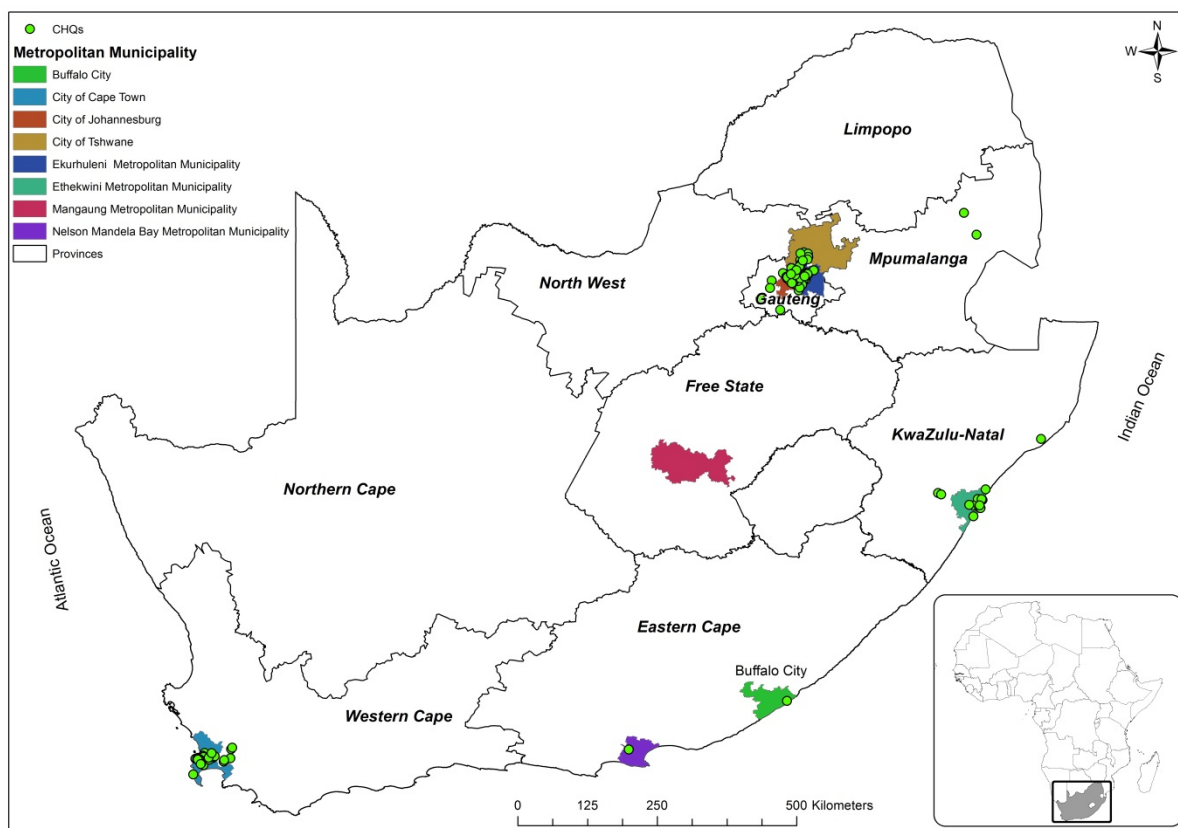 CHQs
Metropolitan Municipality
Buffalo City
City of Cape Town
City of Johannesburg
City of Tshwane
Ekurhuleni Metropolitan Municipality
Ethekwini Metropolitan Municipality
Mangaung Metropolitan Municipality
Nelson Mandela Bay Metropolitan Municipality
Provinces
N
W
E
S
Limpopo
North West
Mpumalanga
Gauteng
Free State
KwaZulu-Natal
Indian Ocean
Northern Cape
Atlantic Ocean
Eastern Cape
Buffalo City
Western Cape
0 125 250 500 Kilometers